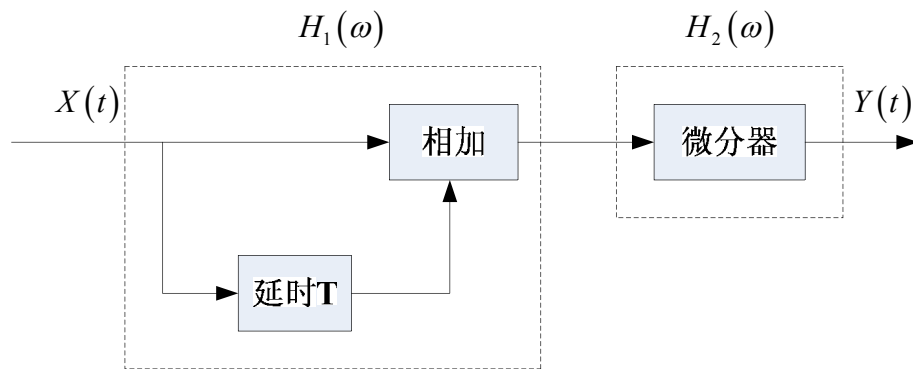 H₁(ω)
H₂(ω)
X(t)
相加
微分器
Y(t)
延时T